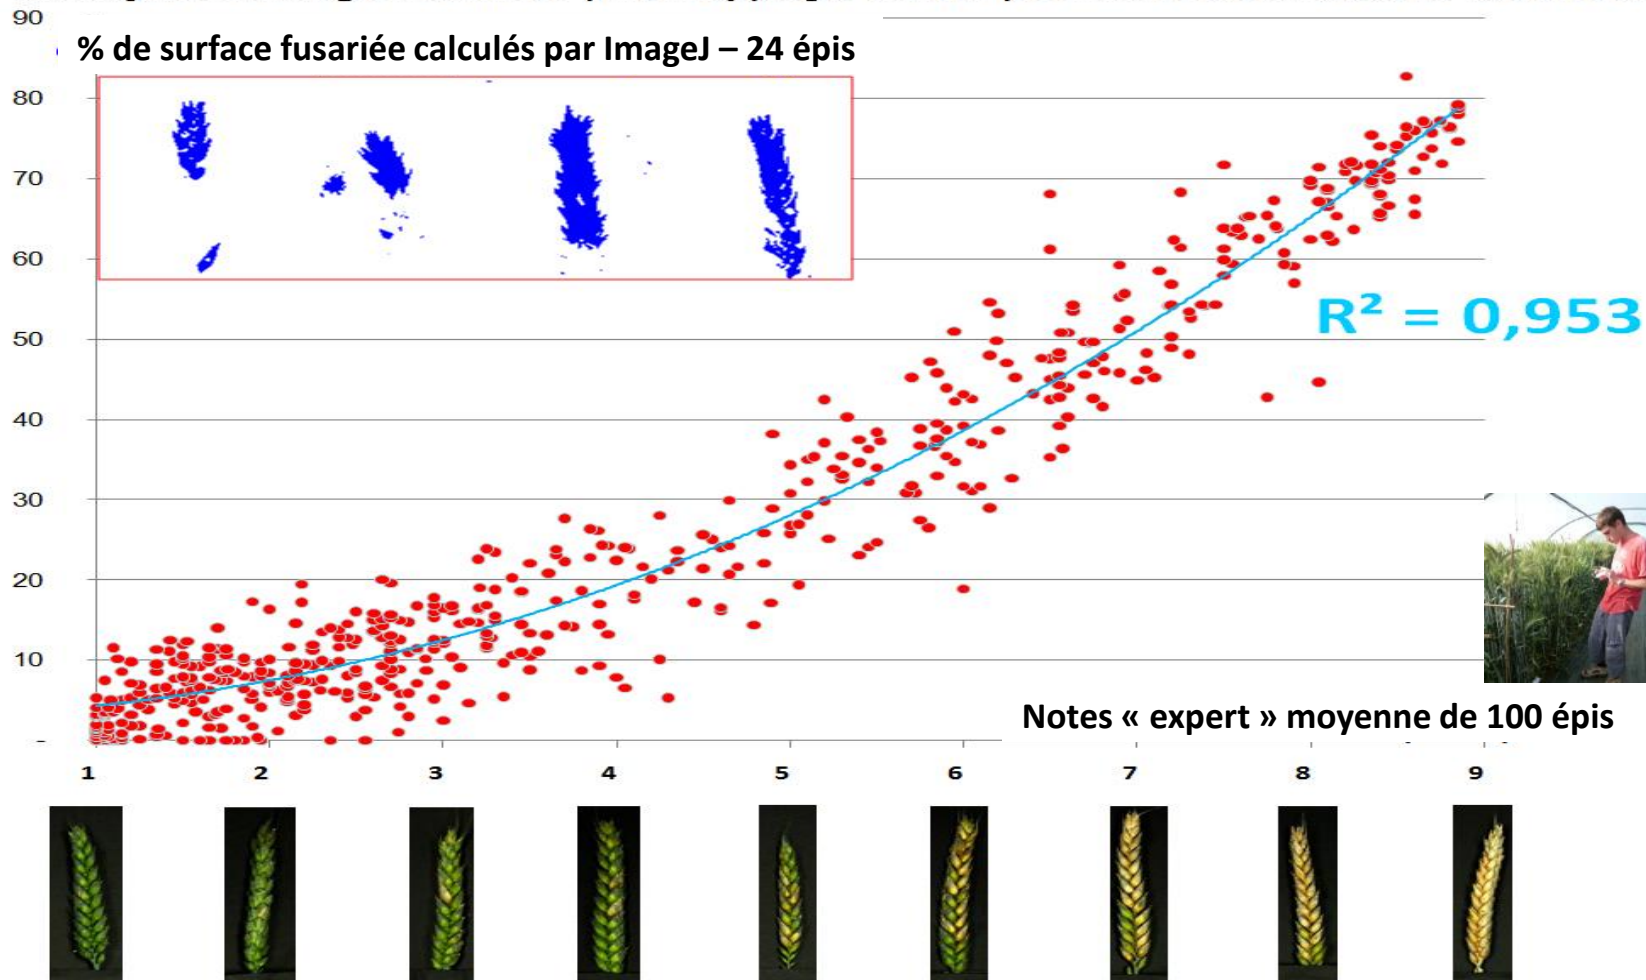 90
% de surface fusariée calculés par ImageJ – 24 épis
80
70
60
R² = 0,953
50
40
30
20
10
Notes « expert » moyenne de 100 épis
-
1 2 3 4 5 6 7 8 9